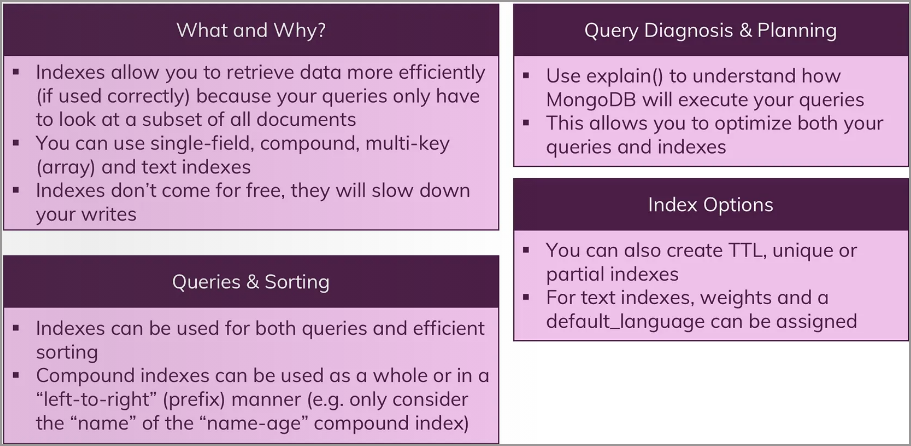 What and Why?
▪ Indexes allow you to retrieve data more efficiently
(if used correctly) because your queries only have
to look at a subset of all documents
▪ You can use single-field, compound, multi-key
(array) and text indexes
▪ Indexes don’t come for free, they will slow down
your writes
Queries & Sorting
▪ Indexes can be used for both queries and efficient
sorting
▪ Compound indexes can be used as a whole or in a
“left-to-right” (prefix) manner (e.g. only consider
the “name” of the “name-age” compound index)
Query Diagnosis & Planning
▪ Use explain() to understand how
MongoDB will execute your queries
▪ This allows you to optimize both your
queries and indexes
Index Options
▪ You can also create TTL, unique or
partial indexes
▪ For text indexes, weights and a
default_language can be assigned